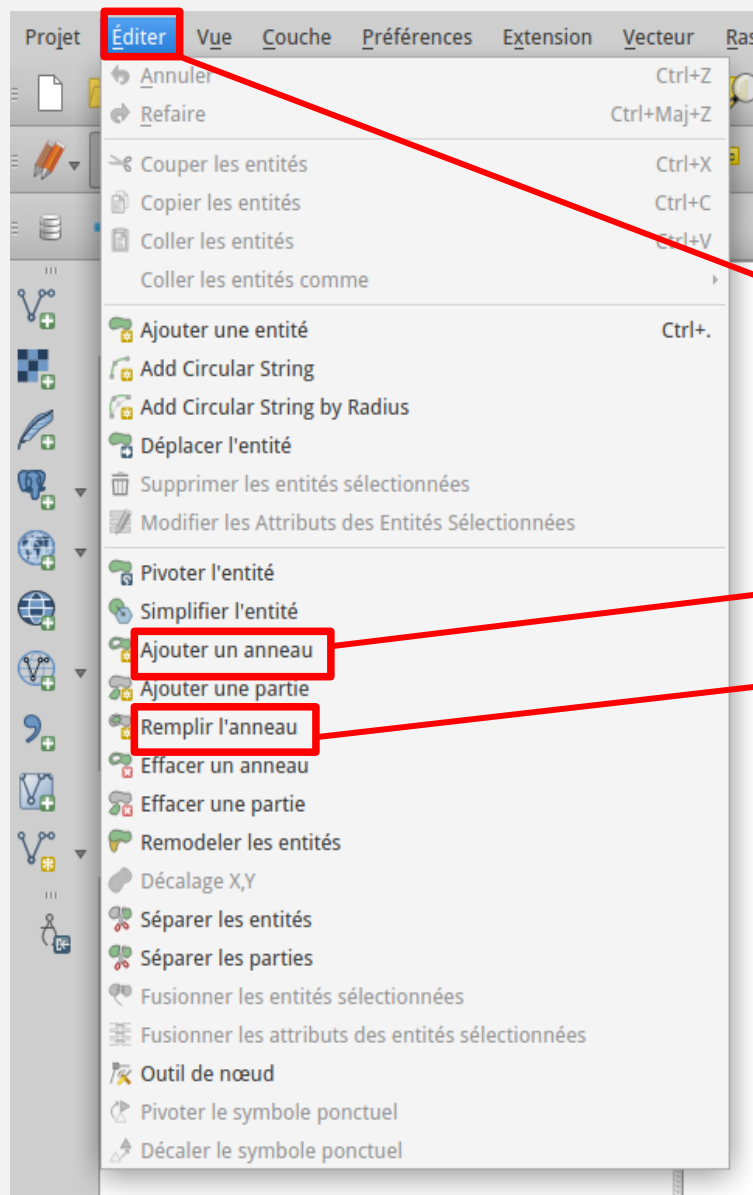 Projet Éditer Vue Couche Préférences Extension Vecteur Ras
Annuler Ctrl+Z
Refaire Ctrl+Maj+Z
Couper les entités Ctrl+X
Copier les entités Ctrl+C
Coller les entités Ctrl+V
Coller les entités comme
Ajouter une entité Ctrl+.
Add Circular String
Add Circular String by Radius
Déplacer l'entité
Supprimer les entités sélectionnées
Modifier les Attributs des Entités Sélectionnées
Pivoter l'entité
Simplifier l'entité
Ajouter un anneau
Ajouter une partie
Remplir l'anneau
Effacer un anneau
Effacer une partie
Remodeler les entités
Décalage X,Y
Séparer les entités
Séparer les parties
Fusionner les entités sélectionnées
Fusionner les attributs des entités sélectionnées
Outil de nœud
Pivoter le symbole ponctuel
Décaler le symbole ponctuel